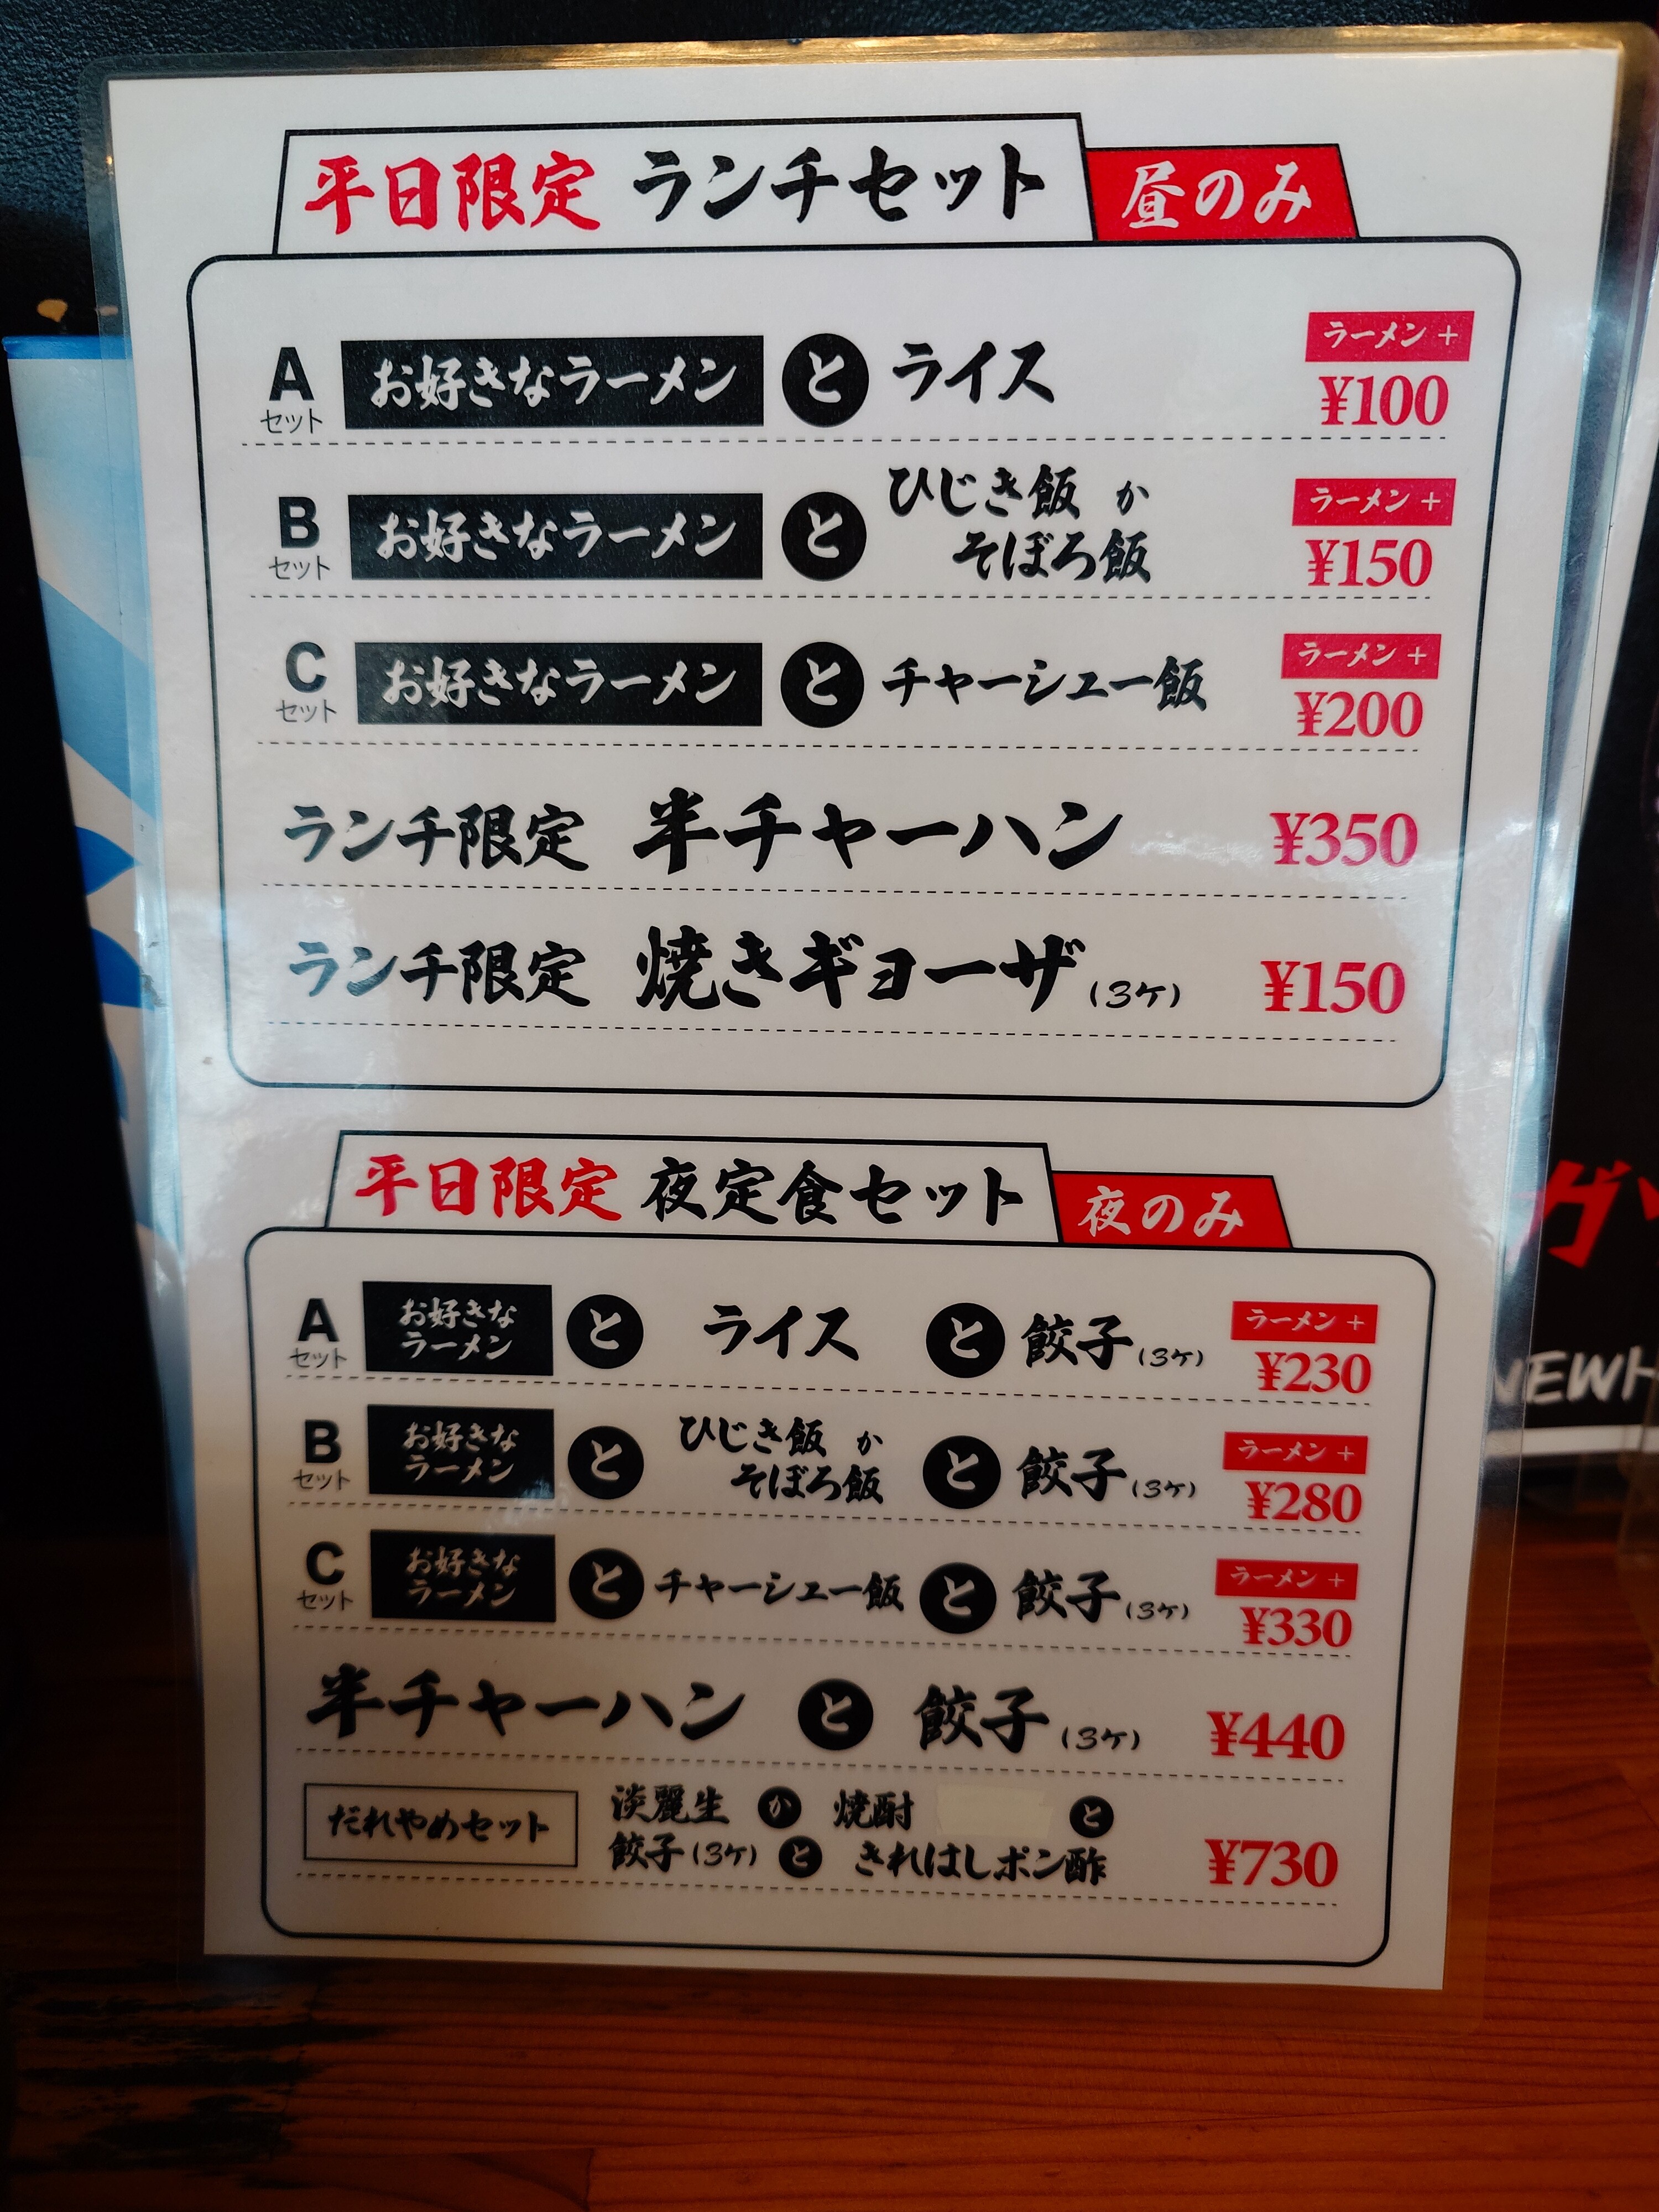 平日限定 ランチセット 昼のみ
A セット お好きなラーメン と ライス ラーメン+ ¥100
B セット お好きなラーメン と ひじき飯 か そぼろ飯 ラーメン+ ¥150
C セット お好きなラーメン と チャーシュー飯 ラーメン+ ¥200
ランチ限定 半チャーハン ¥350
ランチ限定 焼きギョーザ (3ケ) ¥150
平日限定 夜定食セット 夜のみ
A セット お好きなラーメン と ライス と 餃子(3ケ) ラーメン+ ¥230
B セット お好きなラーメン と ひじき飯 か そぼろ飯 と 餃子(3ケ) ラーメン+ ¥280
C セット お好きなラーメン と チャーシュー飯 と 餃子(3ケ) ラーメン+ ¥330
半チャーハン と 餃子(3ケ) ¥440
だれやめセット 淡麗生 か 焼酎 と
餃子(3ケ) と きれはしポン酢 ¥730